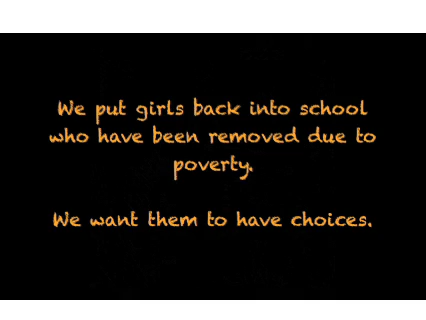 We put girls back into school
who have been removed due to
poverty.
We want them to have choices.